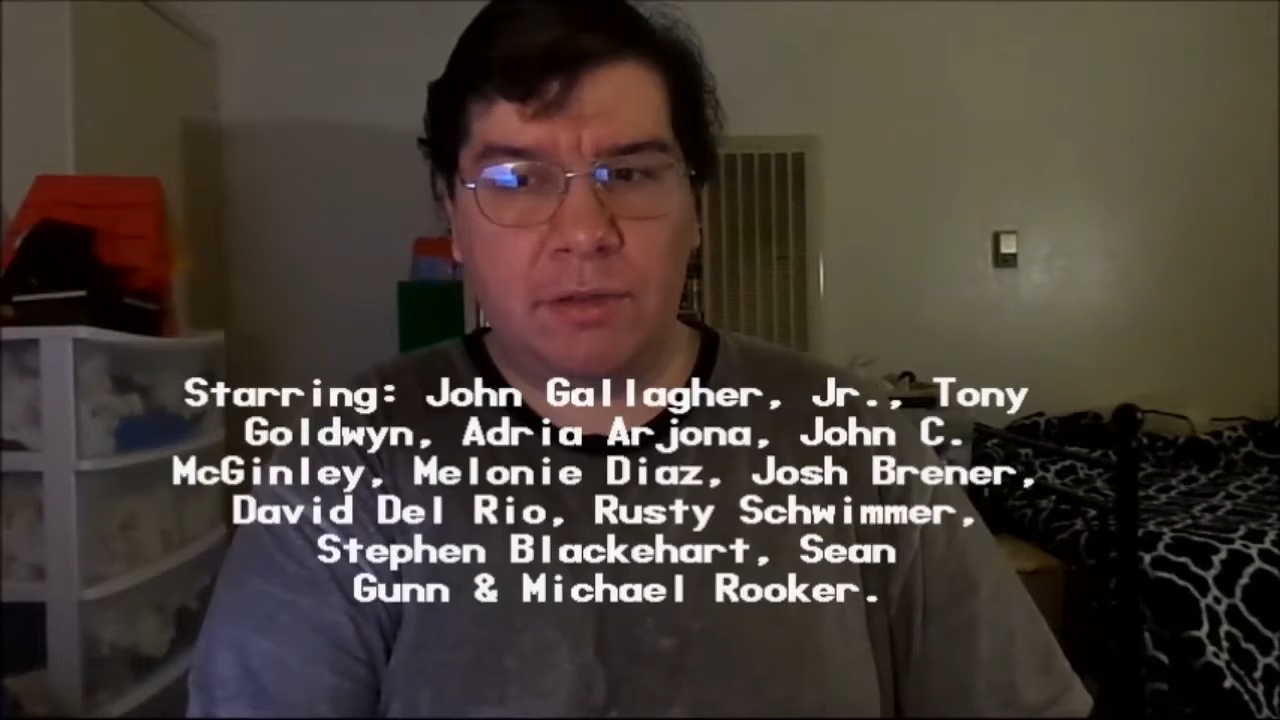 Starring: John Gallagher, Jr., Tony
Goldwyn, Adria Arjona, John C.
McGinley, Melonie Diaz, Josh Brener,
David Del Rio, Rusty Schwimmer,
Stephen Blackehart, Sean
Gunn & Michael Rooker.